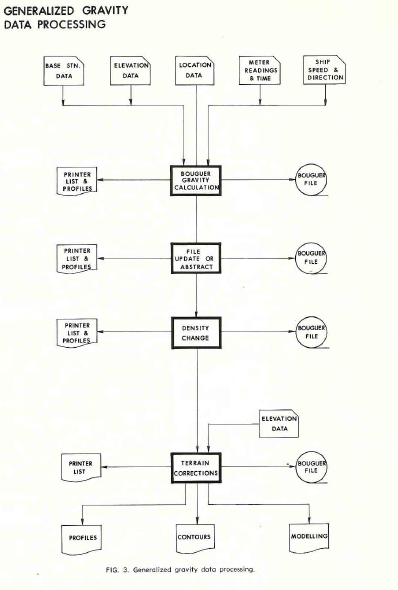 GENERALIZED GRAVITY
DATA PROCESSING
BASE STN.
DATA
ELEVATION
DATA
LOCATION
DATA
METER
READINGS
& TIME
SHIP
SPEED &
DIRECTION
PRINTER
LIST &
PROFILES
BOUGUER
GRAVITY
CALCULATION
BOUGUER
FILE
PRINTER
LIST &
PROFILES
FILE
UPDATE OR
ABSTRACT
BOUGUER
FILE
PRINTER
LIST &
PROFILES
DENSITY
CHANGE
BOUGUER
FILE
ELEVATION
DATA
PRINTER
LIST
TERRAIN
CORRECTIONS
BOUGUER
FILE
PROFILES
CONTOURS
MODELLING
FIG. 3. Generalized gravity data processing.